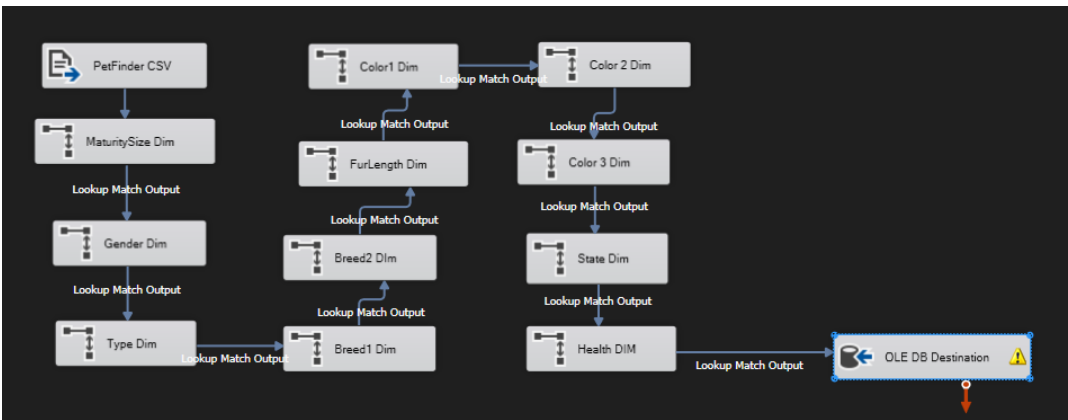 PetFinder CSV
MaturitySize Dim
Lookup Match Output
Gender Dim
Lookup Match Output
Type Dim
Lookup Match Output
Breed1 Dim
Lookup Match Output
Breed2 DIm
Lookup Match Output
FurLength Dim
Lookup Match Output
Color1 Dim
Lookup Match Output
Color 2 Dim
Lookup Match Output
Color 3 Dim
Lookup Match Output
State Dim
Lookup Match Output
Health DIM
Lookup Match Output
OLE DB Destination